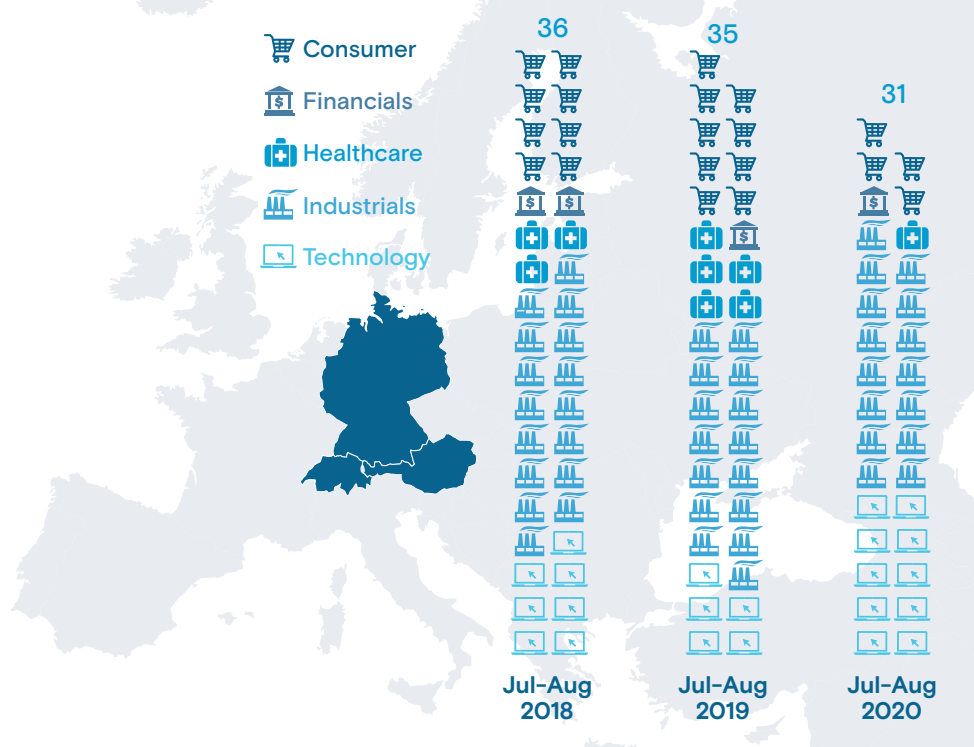 Consumer
Financials
Healthcare
Industrials
Technology
36
35
31
Jul-Aug
2018
Jul-Aug
2019
Jul-Aug
2020